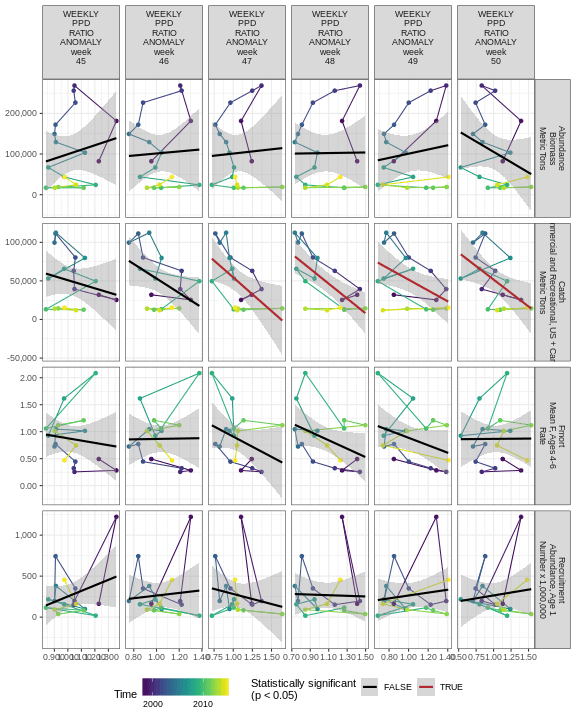 WEEKLY
PPD
RATIO
ANOMALY
week
45
WEEKLY
PPD
RATIO
ANOMALY
week
46
WEEKLY
PPD
RATIO
ANOMALY
week
47
WEEKLY
PPD
RATIO
ANOMALY
week
48
WEEKLY
PPD
RATIO
ANOMALY
week
49
WEEKLY
PPD
RATIO
ANOMALY
week
50
200,000
100,000
0
Abundance
Biomass
Metric Tons
100,000
50,000
0
-50,000
Catch
mmercial and Recreational, US + Can
Metric Tons
2.00
1.50
1.00
0.50
0.00
Fmort
Mean F, Ages 4-6
Rate
1,000
500
0
Recruitment
Abundance, Age 1
Number x 1,000,000
0.80 1.00 1.20 1.40
0.75 1.00 1.25 1.50
0.70 0.90 1.10 1.30 1.50
0.80 1.00 1.20 1.40
0.50 0.75 1.00 1.25 1.50
Time
2000 2010
Statistically significant
(p < 0.05)
FALSE
TRUE